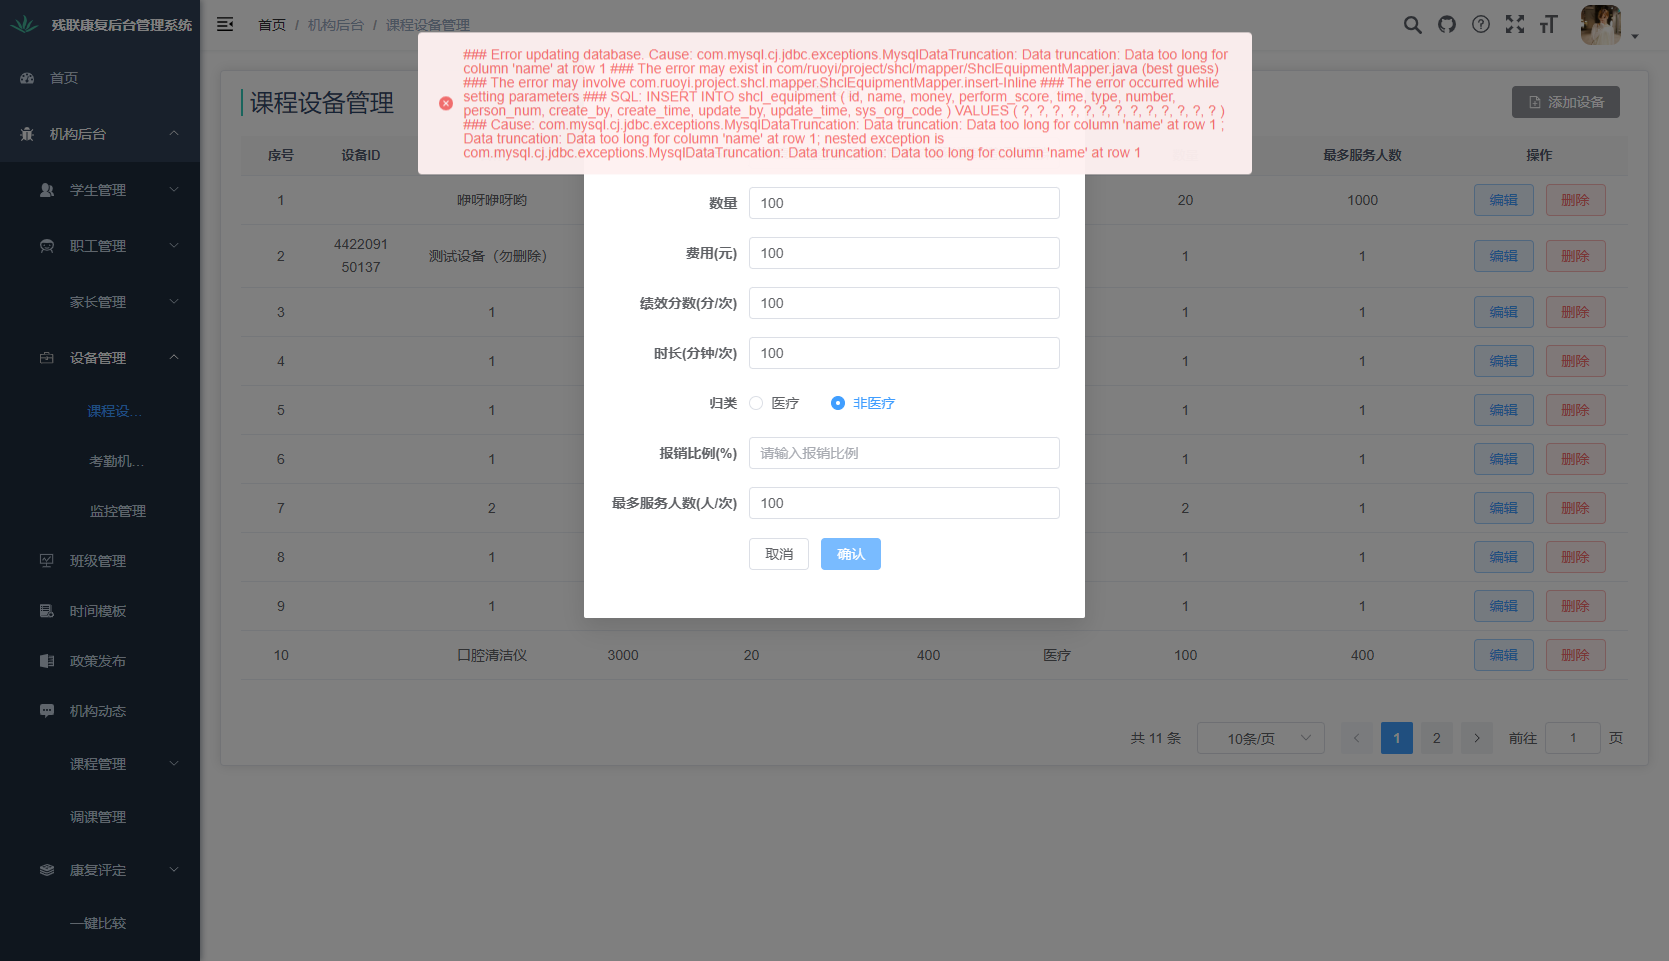 残联康复后台管理系统
首页 / 机构后台 / 课程设备管理
首页
机构后台
学生管理
职工管理
家长管理
设备管理
课程设...
考勤机...
监控管理
班级管理
时间模板
政策发布
机构动态
课程管理
调课管理
康复评定
一键比较
### Error updating database. Cause: com.mysql.cj.jdbc.exceptions.MysqlDataTruncation: Data truncation: Data too long for
column 'name' at row 1 ### The error may exist in com/ruoyi/project/shcl/mapper/ShclEquipmentMapper.java (best guess)
### The error may involve com.ruoyi.project.shcl.mapper.ShclEquipmentMapper.insert-Inline ### The error occurred while
setting parameters ### SQL: INSERT INTO shcl_equipment ( id, name, money, perform_score, time, type, number,
person_num, create_by, create_time, update_by, update_time, sys_org_code ) VALUES ( ?, ?, ?, ?, ?, ?, ?, ?, ?, ?, ?, ?, ? )
### Cause: com.mysql.cj.jdbc.exceptions.MysqlDataTruncation: Data truncation: Data too long for column 'name' at row 1 ;
Data truncation: Data too long for column 'name' at row 1; nested exception is
com.mysql.cj.jdbc.exceptions.MysqlDataTruncation: Data truncation: Data too long for column 'name' at row 1
课程设备管理
添加设备
序号 设备ID 最多服务人数 操作
1 咿呀咿呀哟 20 1000 编辑 删除
2 4422091 测试设备（勿删除） 1 1 编辑 删除
50137
3 1 1 1 编辑 删除
4 1 1 1 编辑 删除
5 1 1 1 编辑 删除
6 1 1 1 编辑 删除
7 2 2 1 编辑 删除
8 1 1 1 编辑 删除
9 1 1 1 编辑 删除
10 口腔清洁仪 3000 20 400 医疗 100 400 编辑 删除
数量 100
费用(元) 100
绩效分数(分/次) 100
时长(分钟/次) 100
归类 医疗 非医疗
报销比例(%) 请输入报销比例
最多服务人数(人/次) 100
取消 确认
共 11 条 10条/页 1 2 前往 1 页